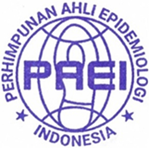 PERHIMPUNAN AHLI EPIDEMIOLOGI
PAEI
INDONESIA